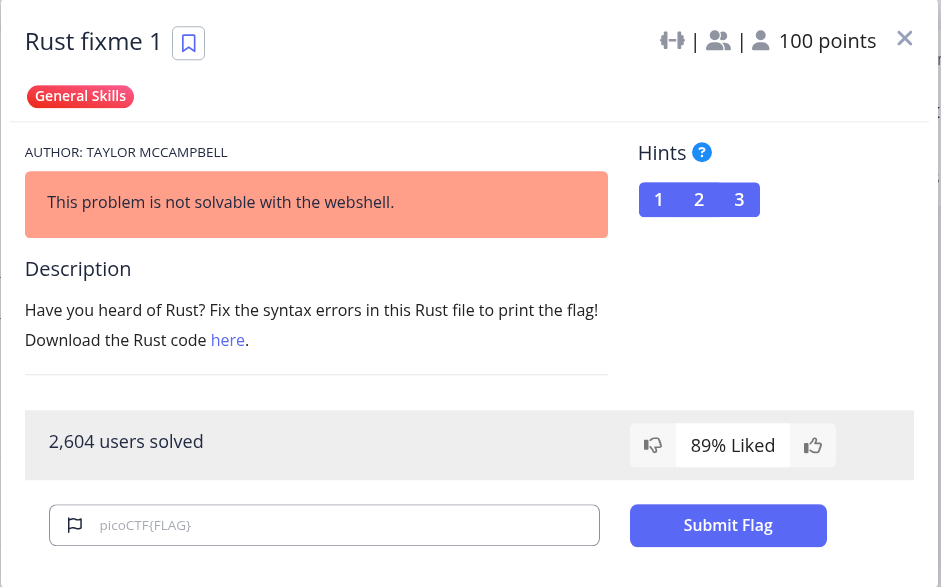 Rust fixme 1
| | 100 points
General Skills
AUTHOR: TAYLOR MCCAMPBELL
Hints ?
This problem is not solvable with the webshell.
1 2 3
Description
Have you heard of Rust? Fix the syntax errors in this Rust file to print the flag!
Download the Rust code here.
2,604 users solved
89% Liked
picoCTF{FLAG}
Submit Flag